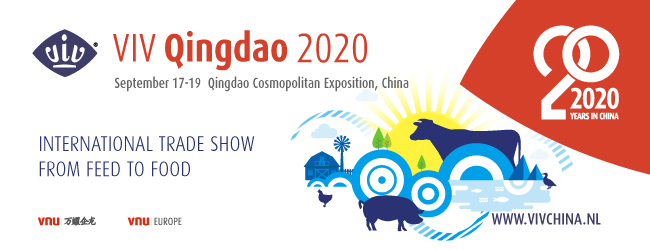 viv
VIV Qingdao 2020
September 17-19 Qingdao Cosmopolitan Exposition, China
INTERNATIONAL TRADE SHOW
FROM FEED TO FOOD
20
2020
YEARS IN CHINA
vnu 万耀企龙
vnu EUROPE
WWW.VIVCHINA.NL